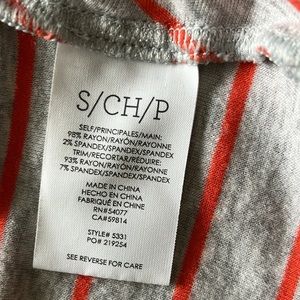 S/CH/P
SELF/PRINCIPALES/MAIN:
98% RAYON/RAYÓN/RAYONNE
2% SPANDEX/SPANDEX/SPANDEX
TRIM/RECORTAR/RÉDUIRE:
93% RAYON/RAYÓN/RAYONNE
7% SPANDEX/SPANDEX/SPANDEX
MADE IN CHINA
HECHO EN CHINA
FABRIQUÉ EN CHINE
RN#54077
CA#59814
STYLE# 5331
PO# 219254
SEE REVERSE FOR CARE